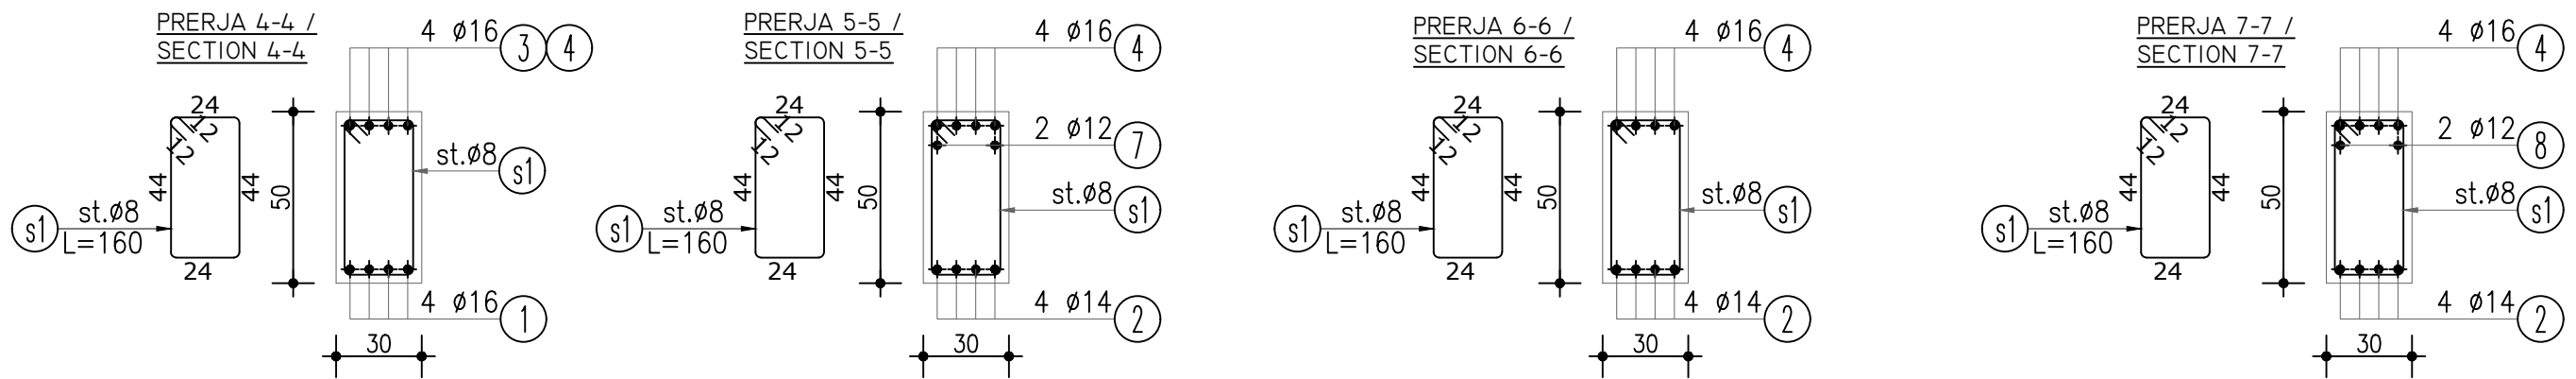 PRERJA 4-4 /
SECTION 4-4
4 ø16
3
4
24
12
12
44
44
50
st.ø8
s1
s1
st.ø8
L=160
24
4 ø16
1
30
PRERJA 5-5 /
SECTION 5-5
4 ø16
4
24
12
12
2 ø12
7
44
44
50
st.ø8
s1
s1
st.ø8
L=160
24
4 ø14
2
30
PRERJA 6-6 /
SECTION 6-6
4 ø16
4
24
12
12
44
44
50
st.ø8
s1
s1
st.ø8
L=160
24
4 ø14
2
30
PRERJA 7-7 /
SECTION 7-7
4 ø16
4
24
12
12
2 ø12
8
44
44
50
st.ø8
s1
s1
st.ø8
L=160
24
4 ø14
2
30